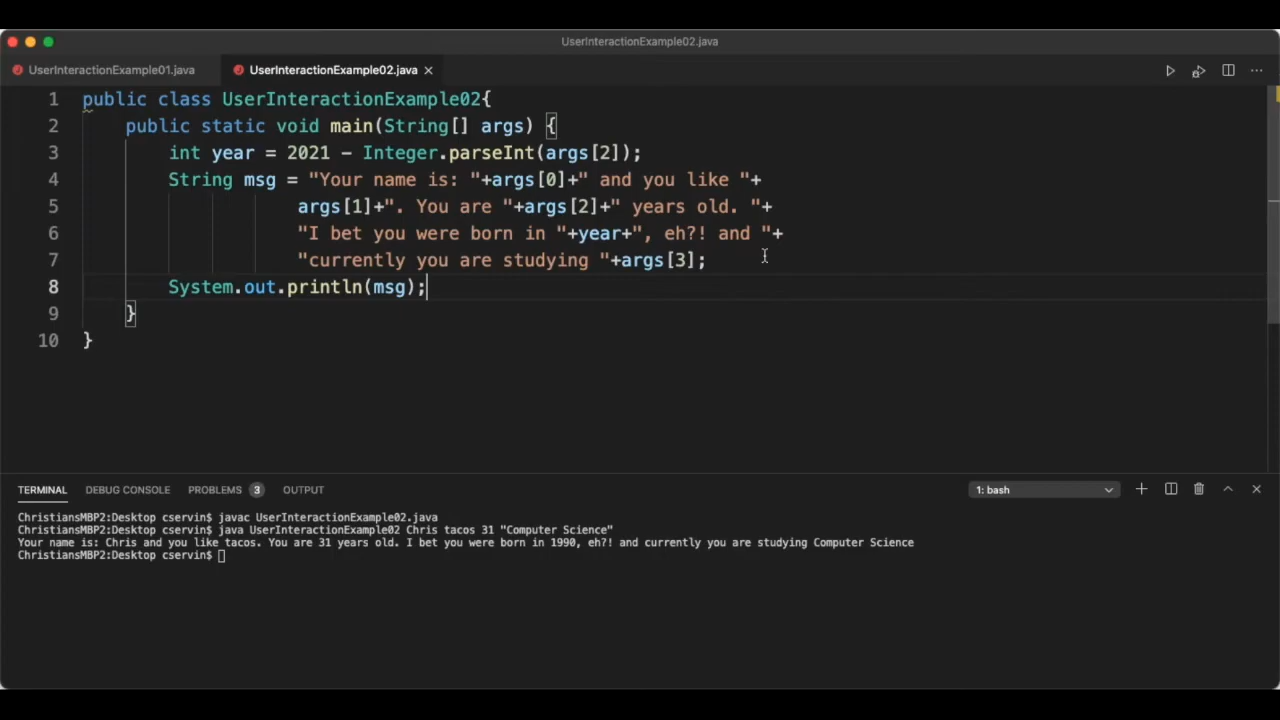 UserInteractionExample02.java
UserInteractionExample01.java UserInteractionExample02.java
1 public class UserInteractionExample02{
2 public static void main(String[] args) {
3 int year = 2021 - Integer.parseInt(args[2]);
4 String msg = "Your name is: "+args[0]+" and you like "+
5 args[1]+". You are "+args[2]+" years old. "+
6 "I bet you were born in "+year+", eh?! and "+
7 "currently you are studying "+args[3];
8 System.out.println(msg);
9 }
10 }
TERMINAL DEBUG CONSOLE PROBLEMS 3 OUTPUT 1: bash
ChristiansMBP2:Desktop cservin$ javac UserInteractionExample02.java
ChristiansMBP2:Desktop cservin$ java UserInteractionExample02 Chris tacos 31 "Computer Science"
Your name is: Chris and you like tacos. You are 31 years old. I bet you were born in 1990, eh?! and currently you are studying Computer Science
ChristiansMBP2:Desktop cservin$